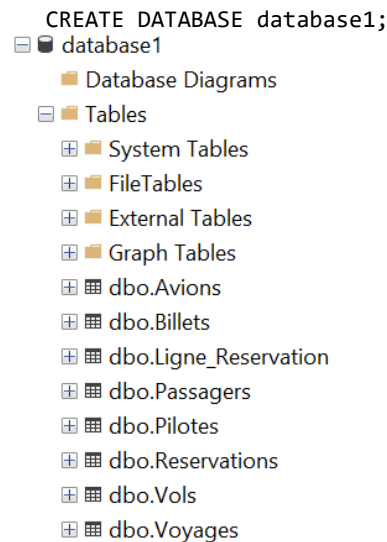 CREATE DATABASE database1;
database1
Database Diagrams
Tables
System Tables
FileTables
External Tables
Graph Tables
dbo.Avions
dbo.Billets
dbo.Ligne_Reservation
dbo.Passagers
dbo.Pilotes
dbo.Reservations
dbo.Vols
dbo.Voyages